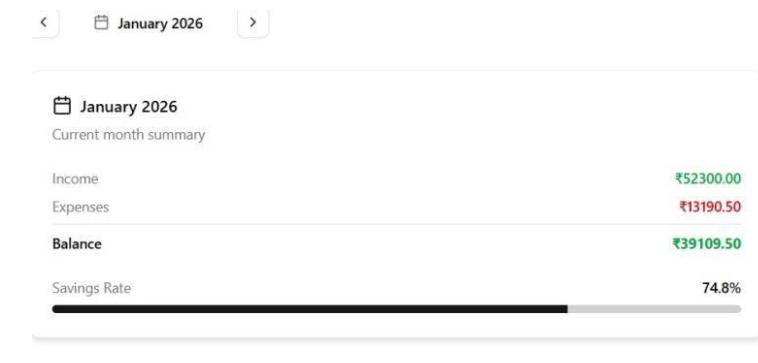 January 2026
January 2026
Current month summary
Income ₹52300.00
Expenses ₹13190.50
Balance ₹39109.50
Savings Rate 74.8%